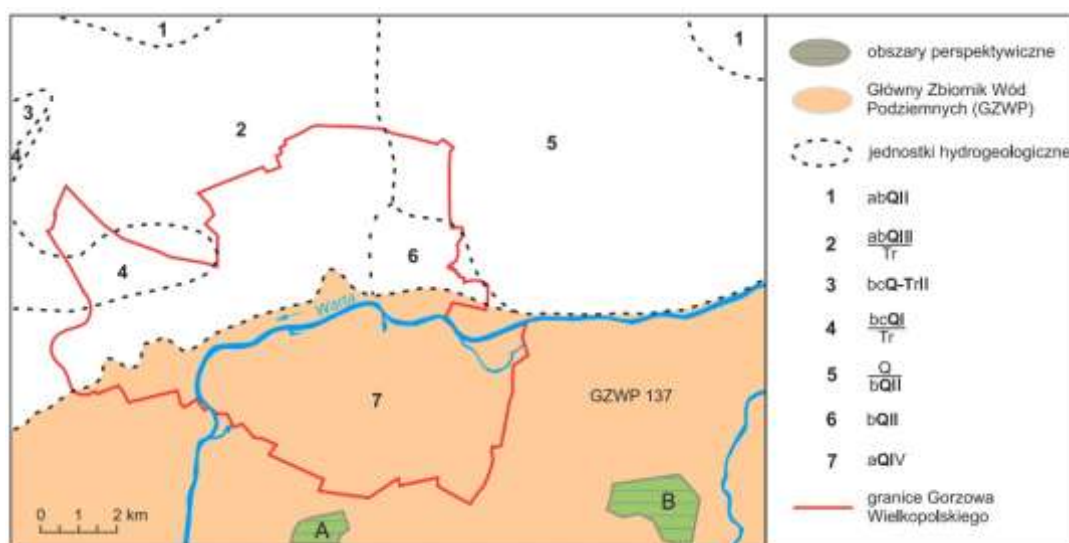 1
1
3
2
4
5
4
6
Warta
7
GZWP 137
B
A
0 1 2 km
obszary perspektywiczne
Główny Zbiornik Wód
Podziemnych (GZWP)
jednostki hydrogeologiczne
1 abQII
2 abQIII
Tr
3 bcQ-TrII
4 bcQI
Tr
5 Q
bQII
6 bQII
7 aQIV
granice Gorzowa
Wielkopolskiego